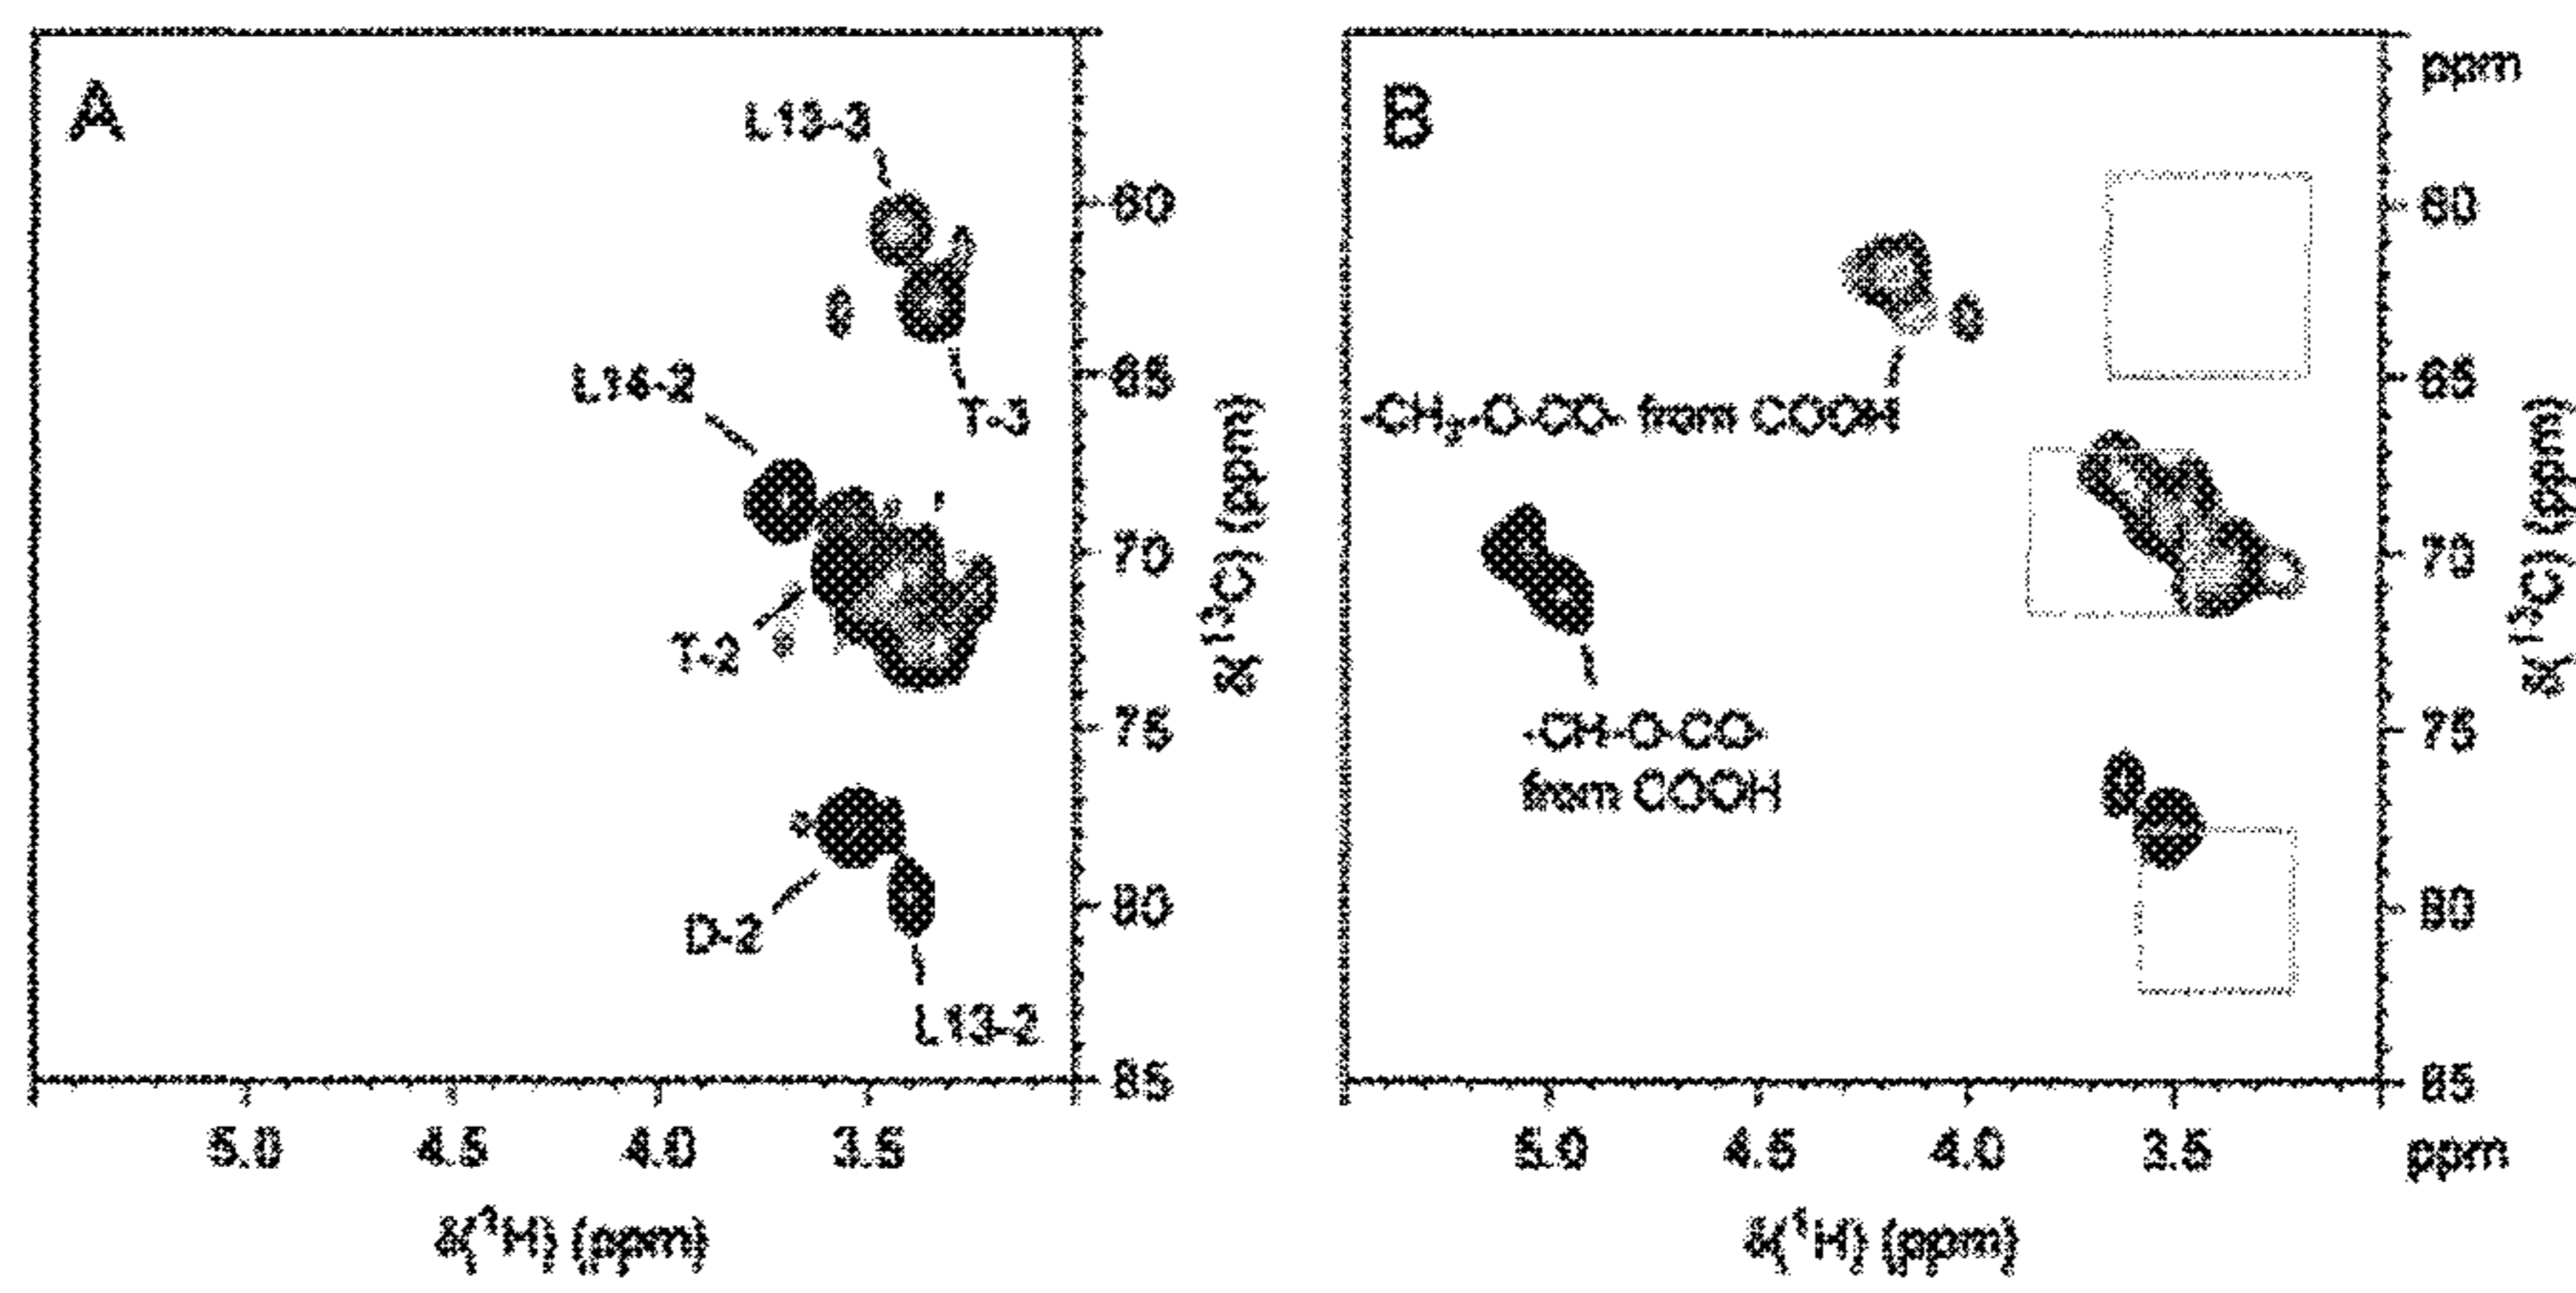 A
L13-3
T-3
L14-2
T-2
D-2
L13-2
60
65
70
75
80
85
δ(¹³C) (ppm)
5.0 4.5 4.0 3.5
δ(¹H) (ppm)
B
ppm
-CH₂-O-CO- from COOH
-CH-O-CO-
from COOH
60
65
70
75
80
85
δ(¹³C) (ppm)
5.0 4.5 4.0 3.5 ppm
δ(¹H) (ppm)